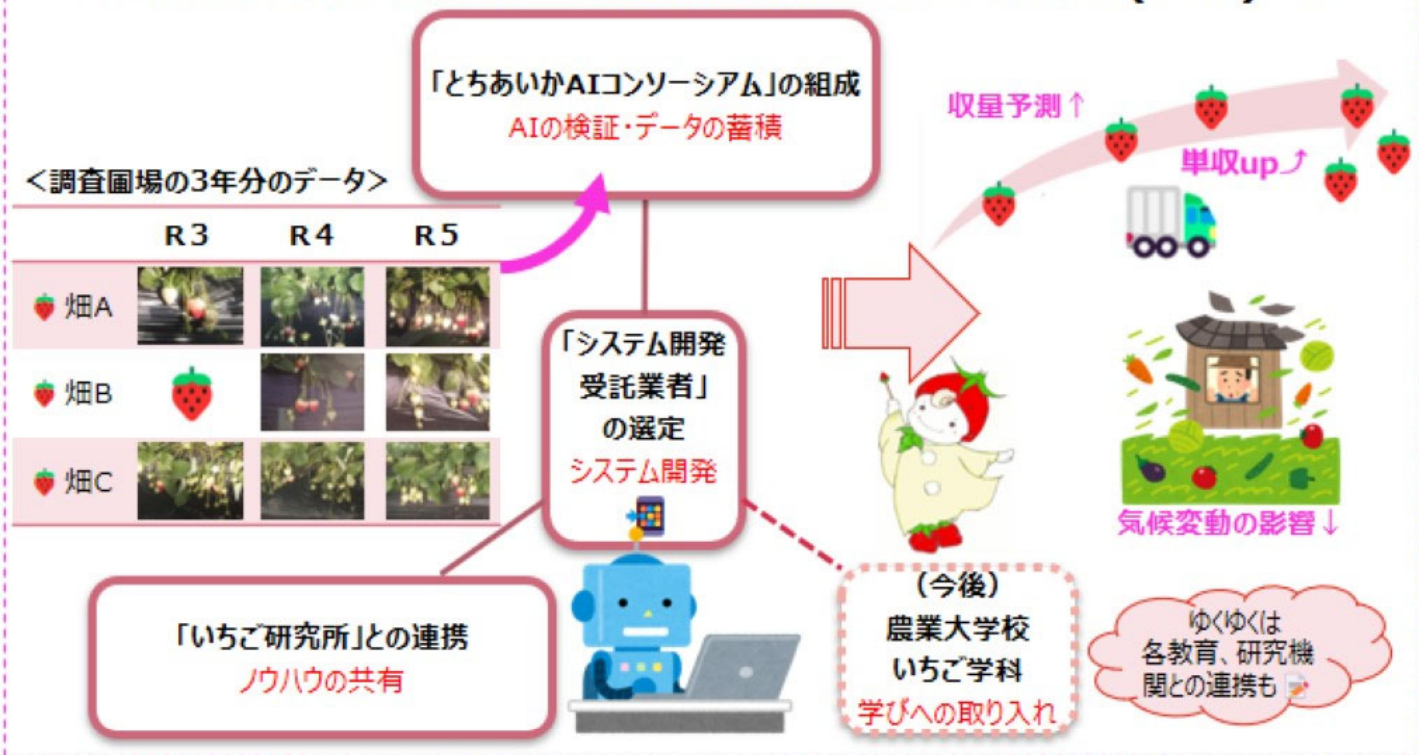 「とちあいかAIコンソーシアム」の組成
AIの検証・データの蓄積
<調査圃場の3年分のデータ>
R3 R4 R5
畑A
畑B
畑C
「システム開発
受託業者」
の選定
システム開発
「いちご研究所」との連携
ノウハウの共有
収量予測↑
単収up⤴
気候変動の影響↓
(今後)
農業大学校
いちご学科
学びへの取り入れ
ゆくゆくは
各教育、研究機
関との連携も